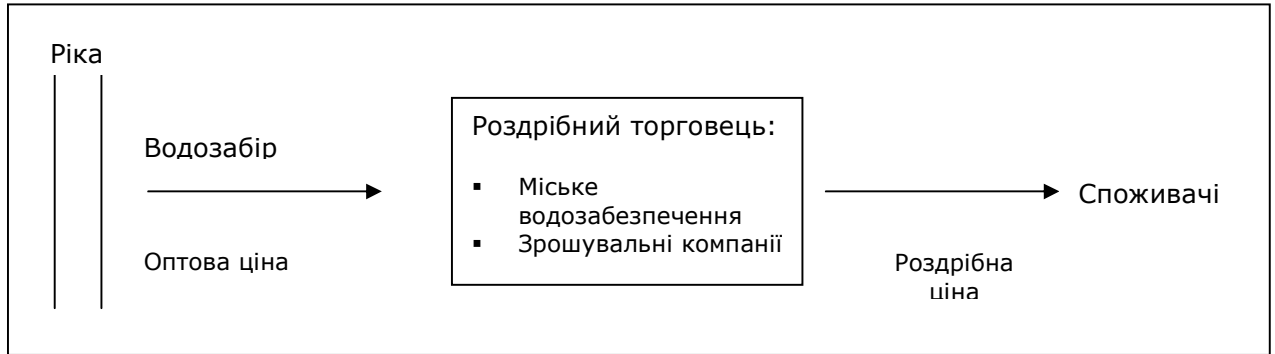 Ріка
Водозабір
Оптова ціна
Роздрібний торговець:
▪ Міське
водозабезпечення
▪ Зрошувальні компанії
Роздрібна
ціна
Споживачі